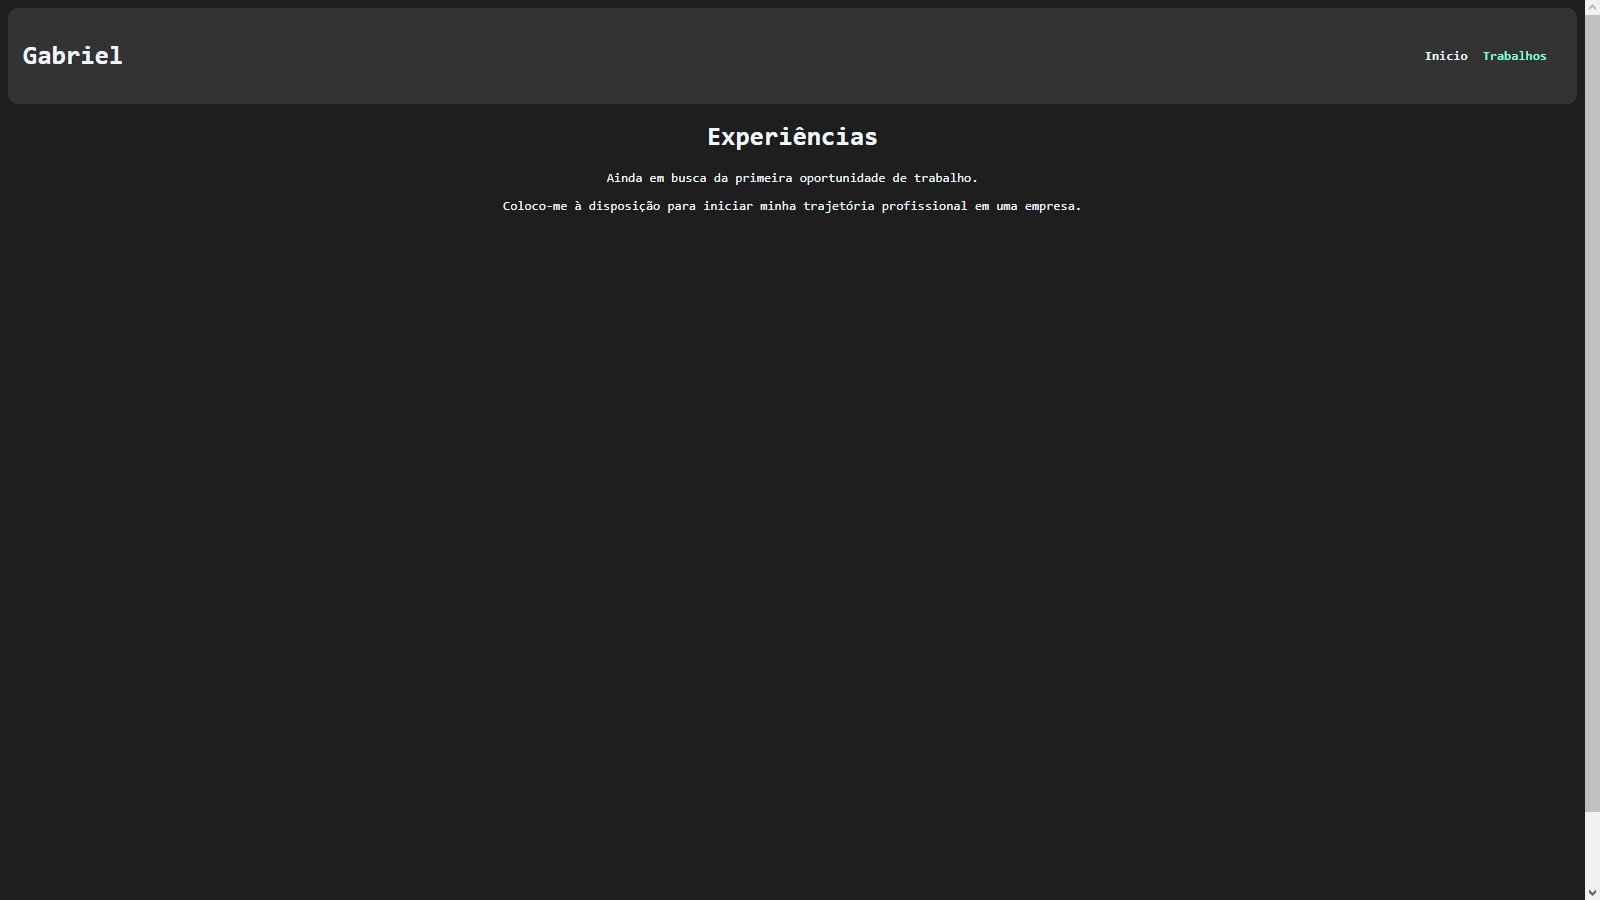 Gabriel
Inicio Trabalhos
Experiências
Ainda em busca da primeira oportunidade de trabalho.
Coloco-me à disposição para iniciar minha trajetória profissional em uma empresa.